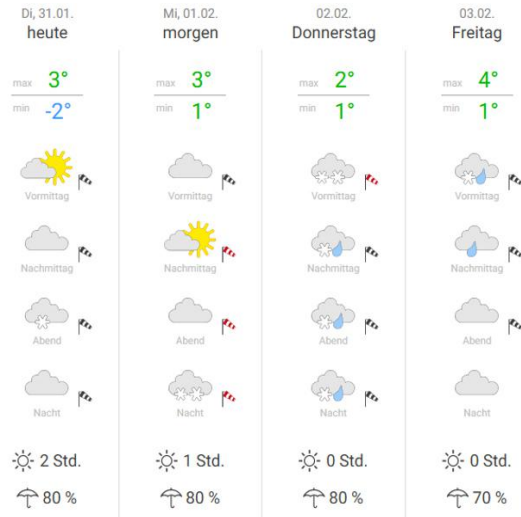 Di, 31.01.
heute
max 3°
min -2°
Vormittag
Nachmittag
Abend
Nacht
2 Std.
80 %
Mi, 01.02.
morgen
max 3°
min 1°
Vormittag
Nachmittag
Abend
Nacht
1 Std.
80 %
02.02.
Donnerstag
max 2°
min 1°
Vormittag
Nachmittag
Abend
Nacht
0 Std.
80 %
03.02.
Freitag
max 4°
min 1°
Vormittag
Nachmittag
Abend
Nacht
0 Std.
70 %